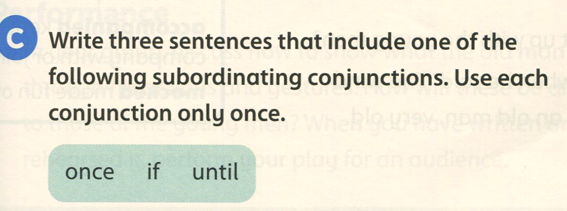 C
Write three sentences that include one of the
following subordinating conjunctions. Use each
conjunction only once.
once if until